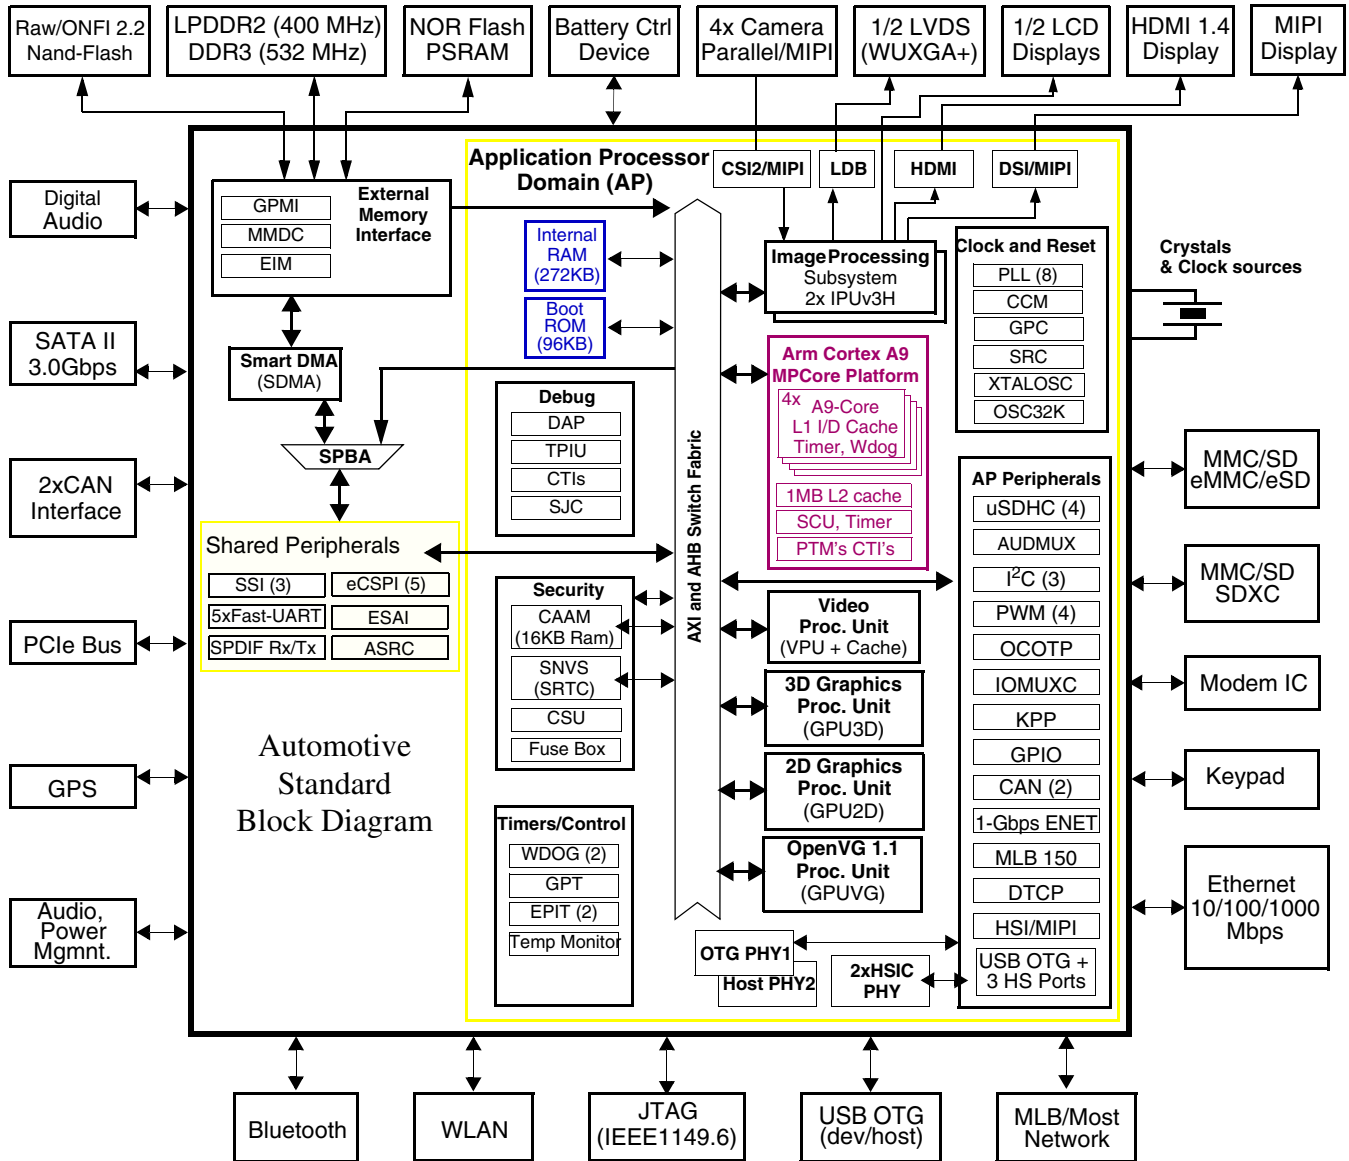 Raw/ONFI 2.2
Nand-Flash
LPDDR2 (400 MHz)
DDR3 (532 MHz)
NOR Flash
PSRAM
Battery Ctrl
Device
4x Camera
Parallel/MIPI
1/2 LVDS
(WUXGA+)
1/2 LCD
Displays
HDMI 1.4
Display
MIPI
Display
Digital
Audio
SATA II
3.0Gbps
2xCAN
Interface
PCIe Bus
GPS
Audio,
Power
Mgmnt.
External
Memory
Interface
GPMI
MMDC
EIM
Smart DMA
(SDMA)
SPBA
Shared Peripherals
SSI (3)
eCSPI (5)
5xFast-UART
ESAI
SPDIF Rx/Tx
ASRC
Automotive
Standard
Block Diagram
Application Processor
Domain (AP)
Internal
RAM
(272KB)
Boot
ROM
(96KB)
Debug
DAP
TPIU
CTIs
SJC
Security
CAAM
(16KB Ram)
SNVS
(SRTC)
CSU
Fuse Box
Timers/Control
WDOG (2)
GPT
EPIT (2)
Temp Monitor
AXI and AHB Switch Fabric
CSI2/MIPI
LDB
HDMI
DSI/MIPI
Image Processing
Subsystem
2x IPUv3H
Arm Cortex A9
MPCore Platform
4x
A9-Core
L1 I/D Cache
Timer, Wdog
1MB L2 cache
SCU, Timer
PTM's CTI's
Video
Proc. Unit
(VPU + Cache)
3D Graphics
Proc. Unit
(GPU3D)
2D Graphics
Proc. Unit
(GPU2D)
OpenVG 1.1
Proc. Unit
(GPUVG)
OTG PHY1
Host PHY2
2xHSIC
PHY
Clock and Reset
PLL (8)
CCM
GPC
SRC
XTALOSC
OSC32K
AP Peripherals
uSDHC (4)
AUDMUX
I²C (3)
PWM (4)
OCOTP
IOMUXC
KPP
GPIO
CAN (2)
1-Gbps ENET
MLB 150
DTCP
HSI/MIPI
USB OTG +
3 HS Ports
Crystals
& Clock sources
MMC/SD
eMMC/eSD
MMC/SD
SDXC
Modem IC
Keypad
Ethernet
10/100/1000
Mbps
Bluetooth
WLAN
JTAG
(IEEE1149.6)
USB OTG
(dev/host)
MLB/Most
Network